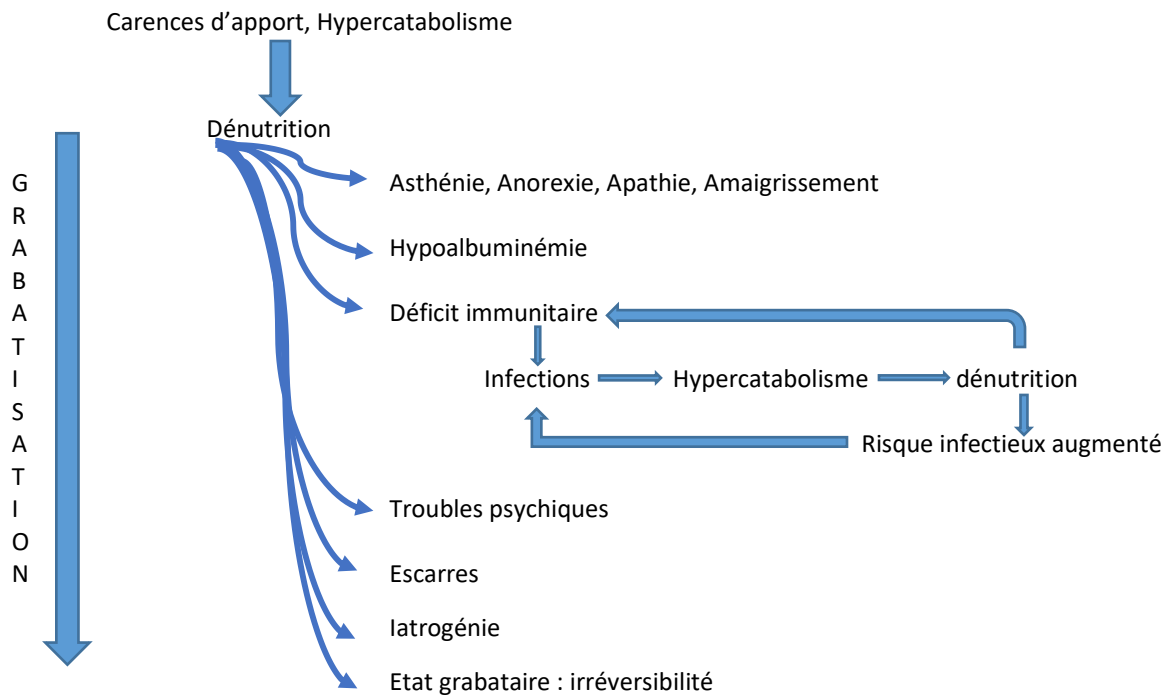 Carences d'apport, Hypercatabolisme
Dénutrition
GRABATISATION
Asthénie, Anorexie, Apathie, Amaigrissement
Hypoalbuminémie
Déficit immunitaire
Infections
Hypercatabolisme
dénutrition
Risque infectieux augmenté
Troubles psychiques
Escarres
Iatrogénie
Etat grabataire : irréversibilité